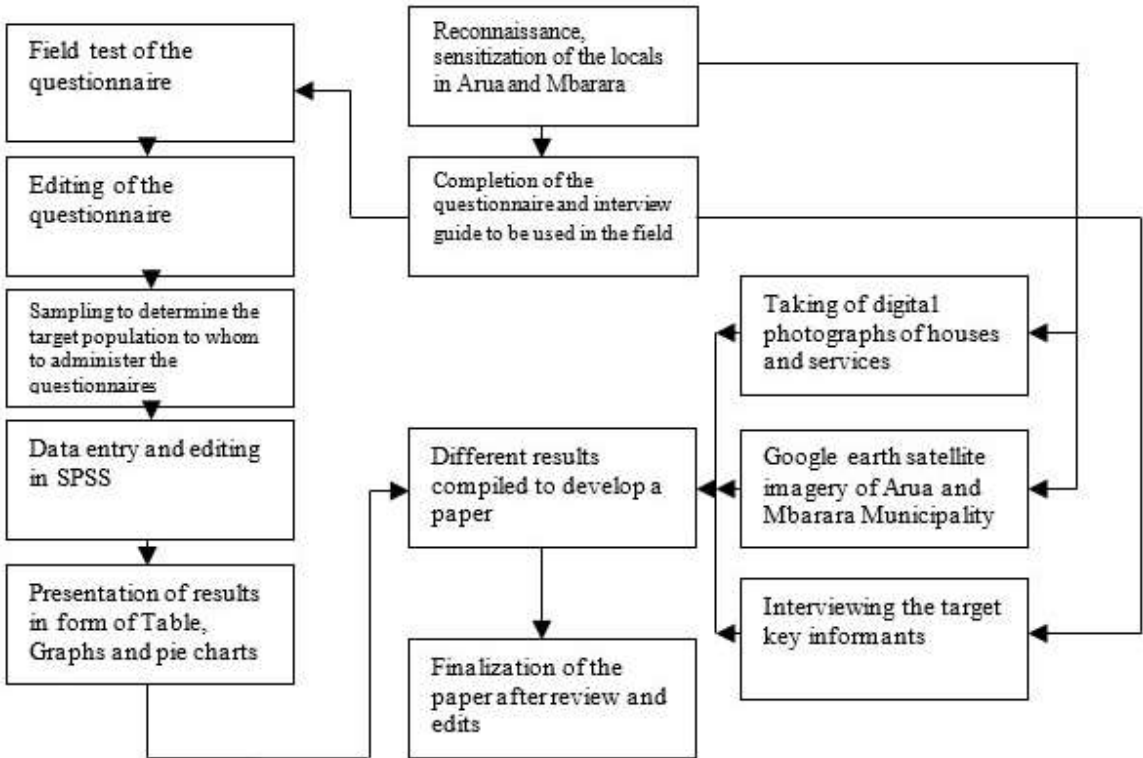 Field test of the
questionnaire
Editing of the
questionnaire
Sampling to determine the
target population to whom
to administer the
questionnaires
Data entry and editing
in SPSS
Presentation of results
in form of Table,
Graphs and pie charts
Reconnaissance,
sensitization of the locals
in Arua and Mbarara
Completion of the
questionnaire and interview
guide to be used in the field
Different results
compiled to develop a
paper
Finalization of the
paper after review and
edits
Taking of digital
photographs of houses
and services
Google earth satellite
imagery of Arua and
Mbarara Municipality
Interviewing the target
key informants